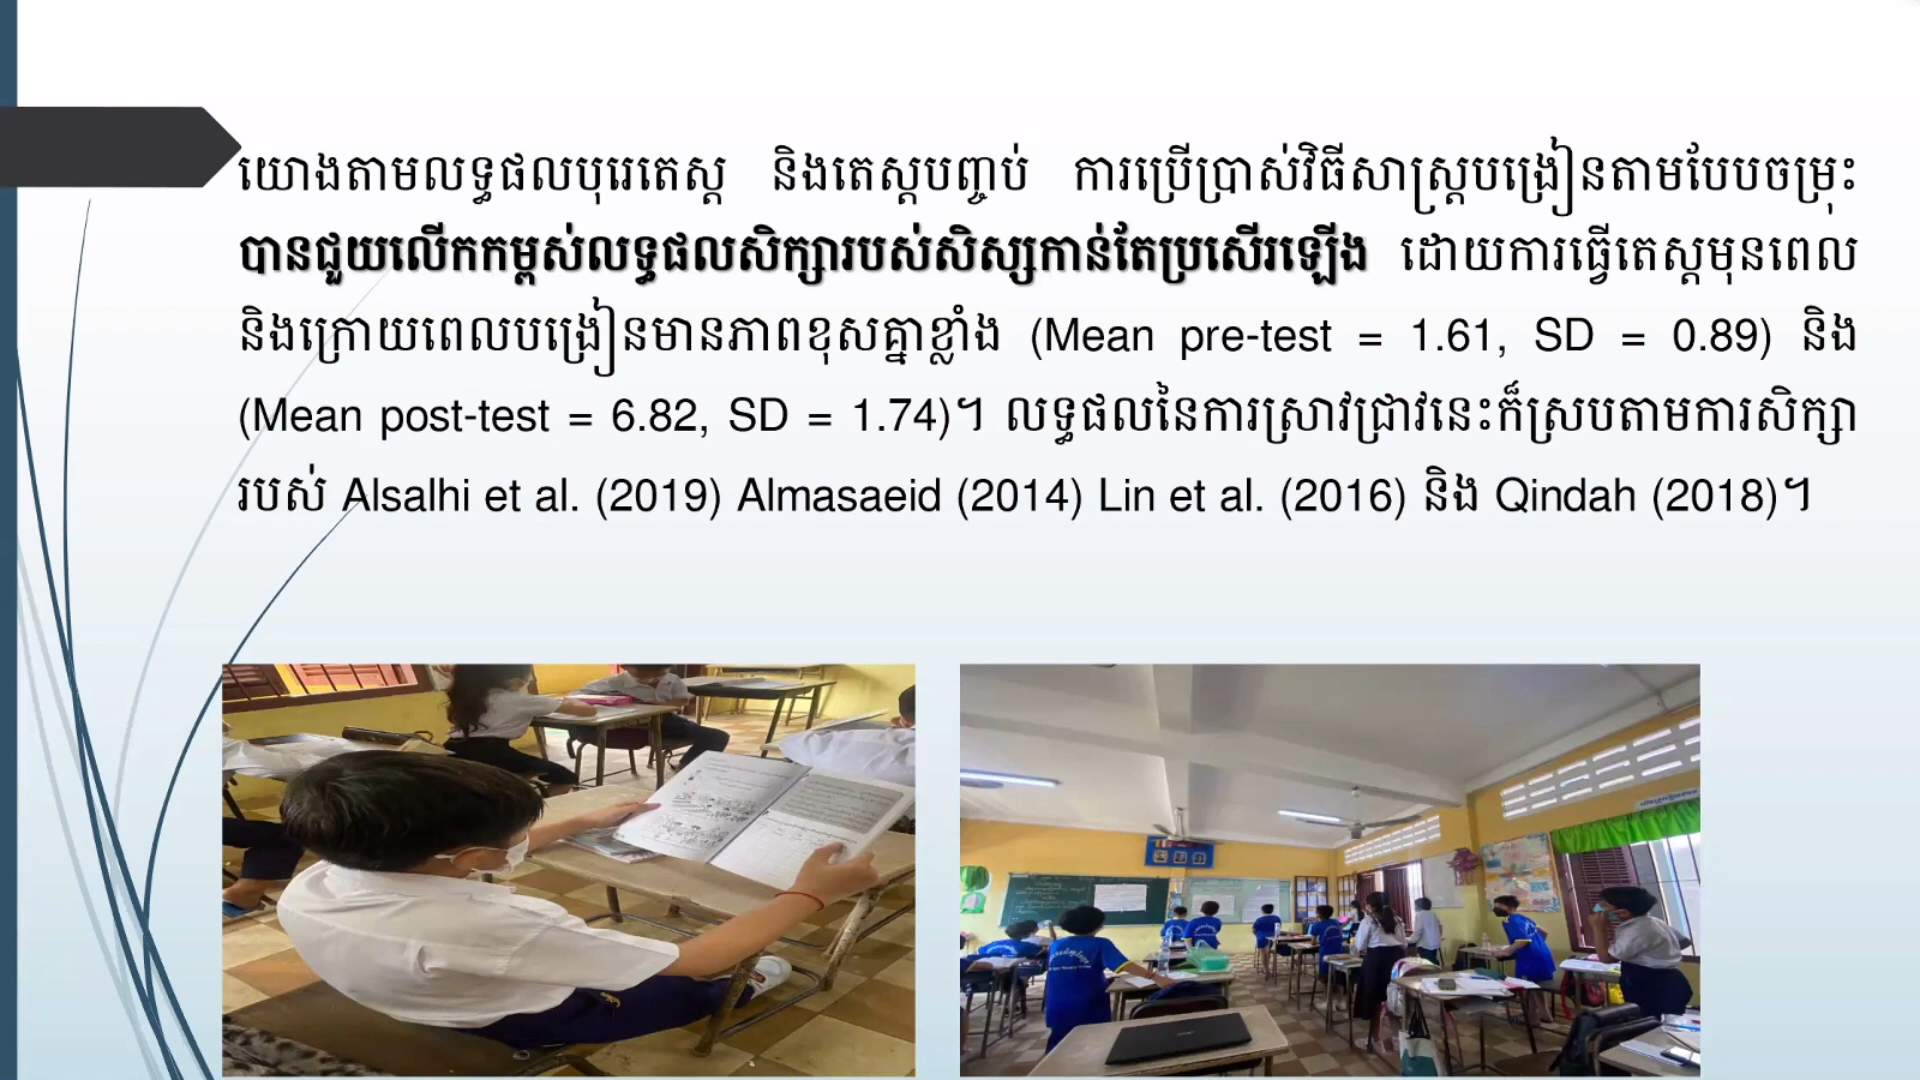 យោងតាមលទ្ធផលបុរេតេស្ត និងតេស្តបញ្ចប់ ការប្រើប្រាស់វិធីសាស្ត្របង្រៀនតាមបែបចម្រុះ
បានជួយលើកកម្ពស់លទ្ធផលសិក្សារបស់សិស្សកាន់តែប្រសើរឡើង ដោយការធ្វើតេស្តមុនពេល
និងក្រោយពេលបង្រៀនមានភាពខុសគ្នាខ្លាំង (Mean pre-test = 1.61, SD = 0.89) និង
(Mean post-test = 6.82, SD = 1.74)។ លទ្ធផលនៃការស្រាវជ្រាវនេះក៏ស្របតាមការសិក្សា
របស់ Alsalhi et al. (2019) Almasaeid (2014) Lin et al. (2016) និង Qindah (2018)។